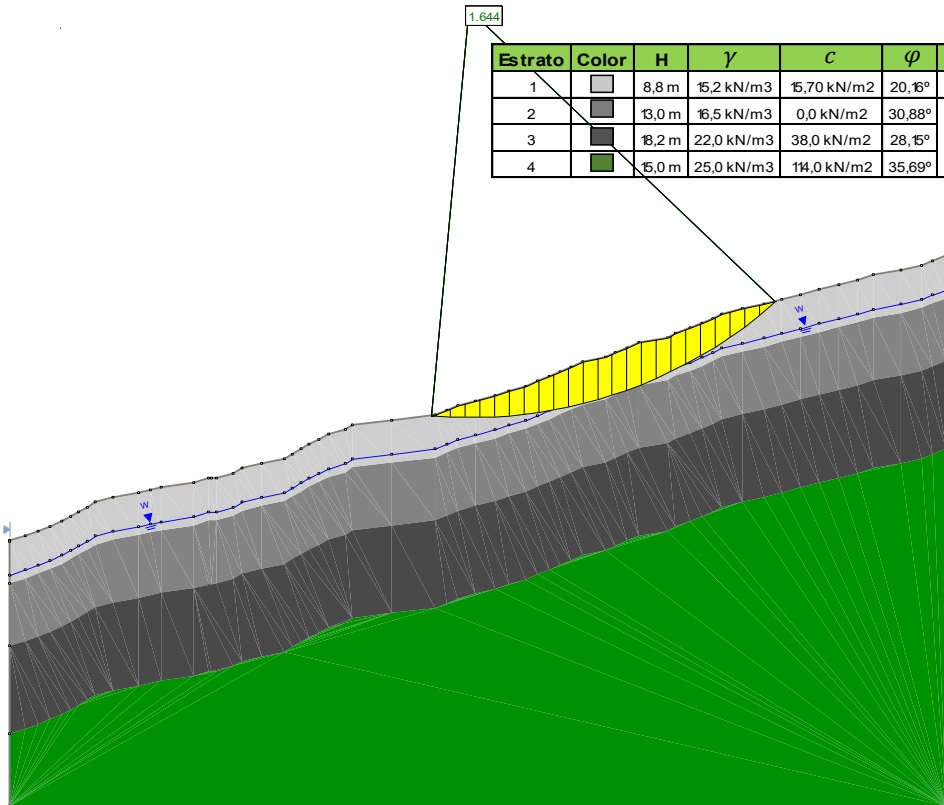 1.644
Estrato Color H γ c φ
1 8,8 m 15,2 kN/m3 15,70 kN/m2 20,16º
2 13,0 m 16,5 kN/m3 0,0 kN/m2 30,88º
3 18,2 m 22,0 kN/m3 38,0 kN/m2 28,15º
4 15,0 m 25,0 kN/m3 114,0 kN/m2 35,69º
W
W